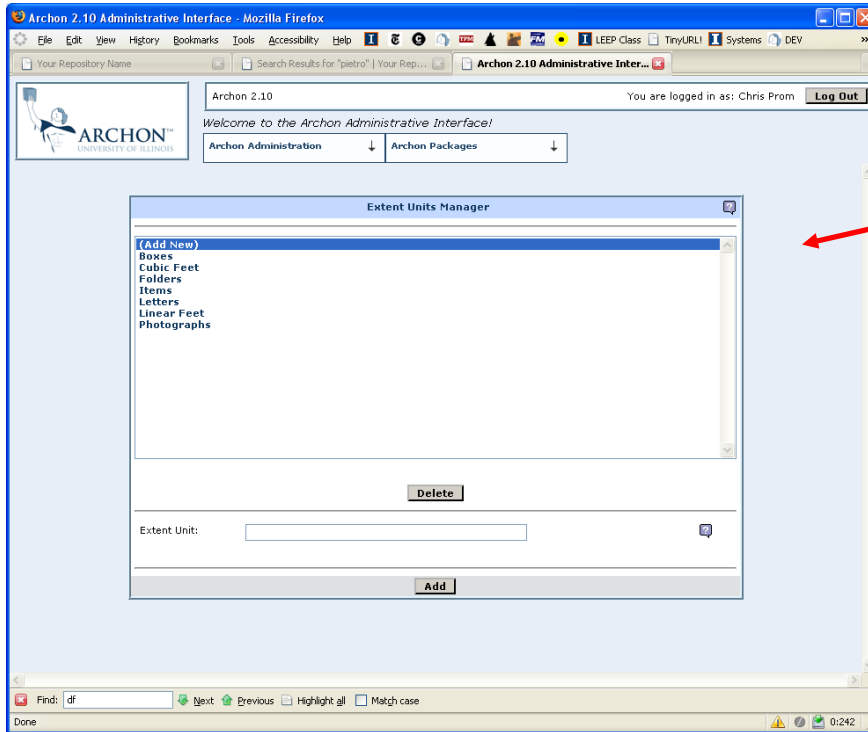 Archon 2.10 Administrative Interface - Mozilla Firefox
File Edit View History Bookmarks Tools Accessibility Help LEEP Class TinyURL! Systems DEV »
Your Repository Name Search Results for "pietro" | Your Rep... Archon 2.10 Administrative Inter...
ARCHON™
UNIVERSITY OF ILLINOIS
Archon 2.10 You are logged in as: Chris Prom Log Out
Welcome to the Archon Administrative Interface!
Archon Administration ↓ Archon Packages ↓
Extent Units Manager
(Add New)
Boxes
Cubic Feet
Folders
Items
Letters
Linear Feet
Photographs
Delete
Extent Unit:
Add
Find: df Next Previous Highlight all Match case
Done 0:242